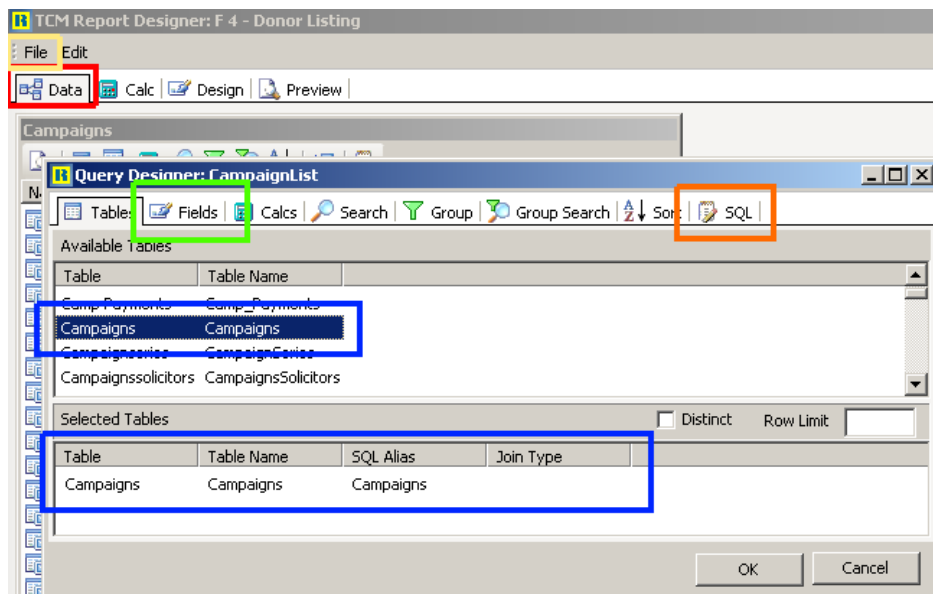 TCM Report Designer: F 4 - Donor Listing
File Edit
Data Calc Design Preview
Campaigns
Query Designer: CampaignList
Tables Fields Calcs Search Group Group Search Sort SQL
Available Tables
Table Table Name
Camp Payments Camp_Payments
Campaigns Campaigns
Campaignseries CampaignSeries
Campaignssolicitors CampaignsSolicitors
Selected Tables Distinct Row Limit
Table Table Name SQL Alias Join Type
Campaigns Campaigns Campaigns
OK Cancel